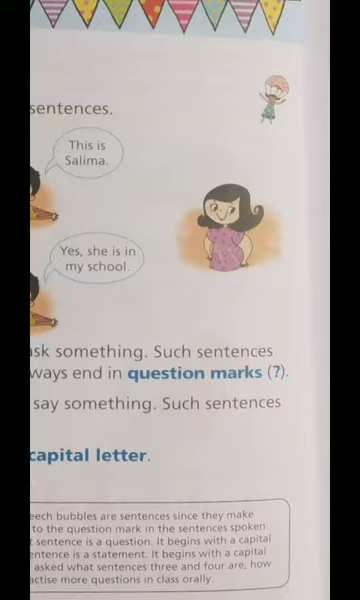 sentences.
This is
Salima.
Yes, she is in
my school.
ask something. Such sentences
ways end in question marks (?).
say something. Such sentences
capital letter.
eech bubbles are sentences since they make
to the question mark in the sentences spoken
t sentence is a question. It begins with a capital
entence is a statement. It begins with a capital
asked what sentences three and four are, how
actise more questions in class orally.